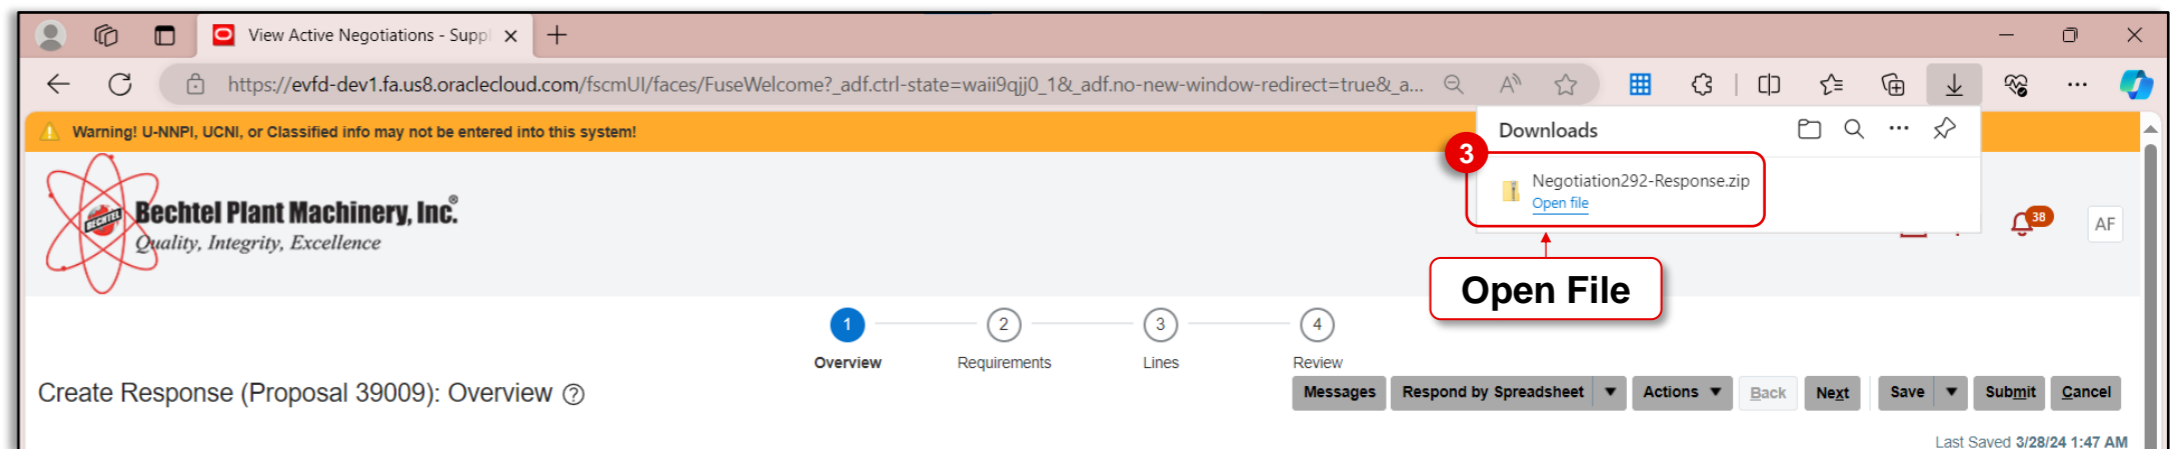 View Active Negotiations - Suppl
https://evfd-dev1.fa.us8.oraclecloud.com/fscmUI/faces/FuseWelcome?_adf.ctrl-state=waii9qjj0_1&_adf.no-new-window-redirect=true&_a...
Warning! U-NNPI, UCNI, or Classified info may not be entered into this system!
Downloads
3
Negotiation292-Response.zip
Open file
BECHTEL
Bechtel Plant Machinery, Inc.®
Quality, Integrity, Excellence
38
AF
Open File
1 2 3 4
Overview Requirements Lines Review
Create Response (Proposal 39009): Overview ?
Messages Respond by Spreadsheet Actions Back Next Save Submit Cancel
Last Saved 3/28/24 1:47 AM